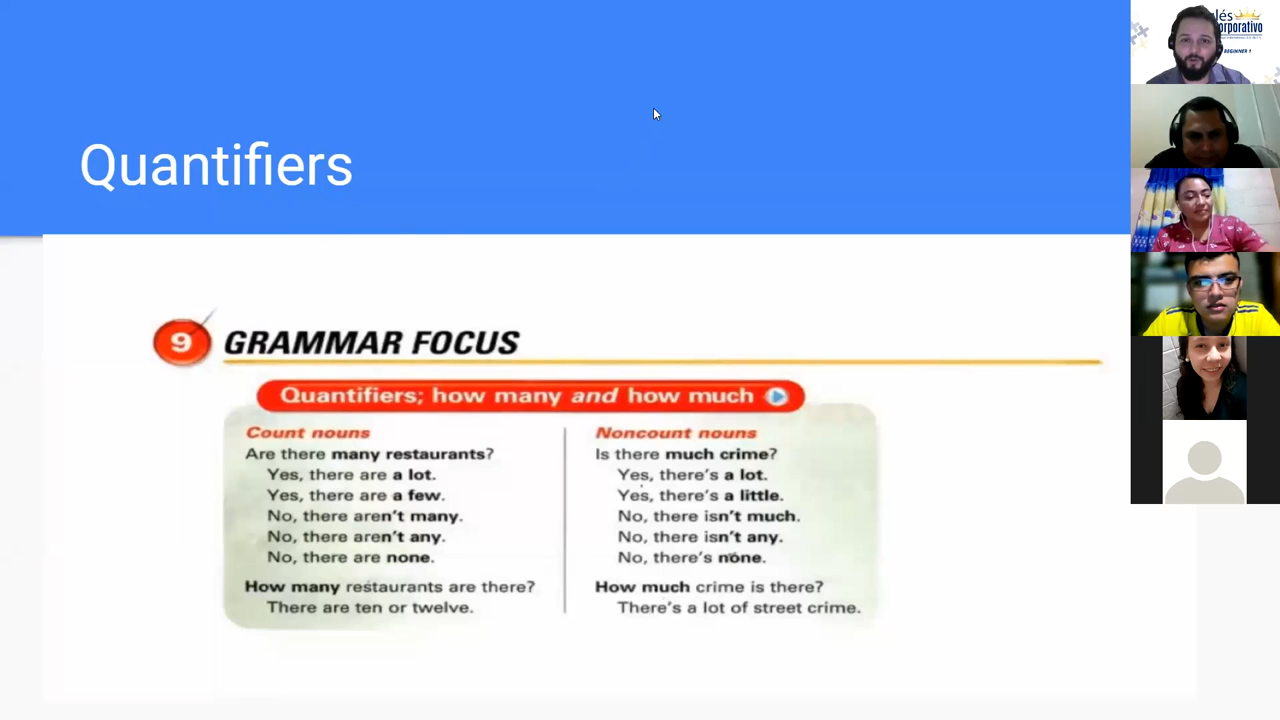 Quantifiers
9 GRAMMAR FOCUS
Quantifiers; how many and how much
Count nouns
Are there many restaurants?
Yes, there are a lot.
Yes, there are a few.
No, there aren't many.
No, there aren't any.
No, there are none.
How many restaurants are there?
There are ten or twelve.
Noncount nouns
Is there much crime?
Yes, there's a lot.
Yes, there's a little.
No, there isn't much.
No, there isn't any.
No, there's none.
How much crime is there?
There's a lot of street crime.
lés
orporativo
BEGINNER 1